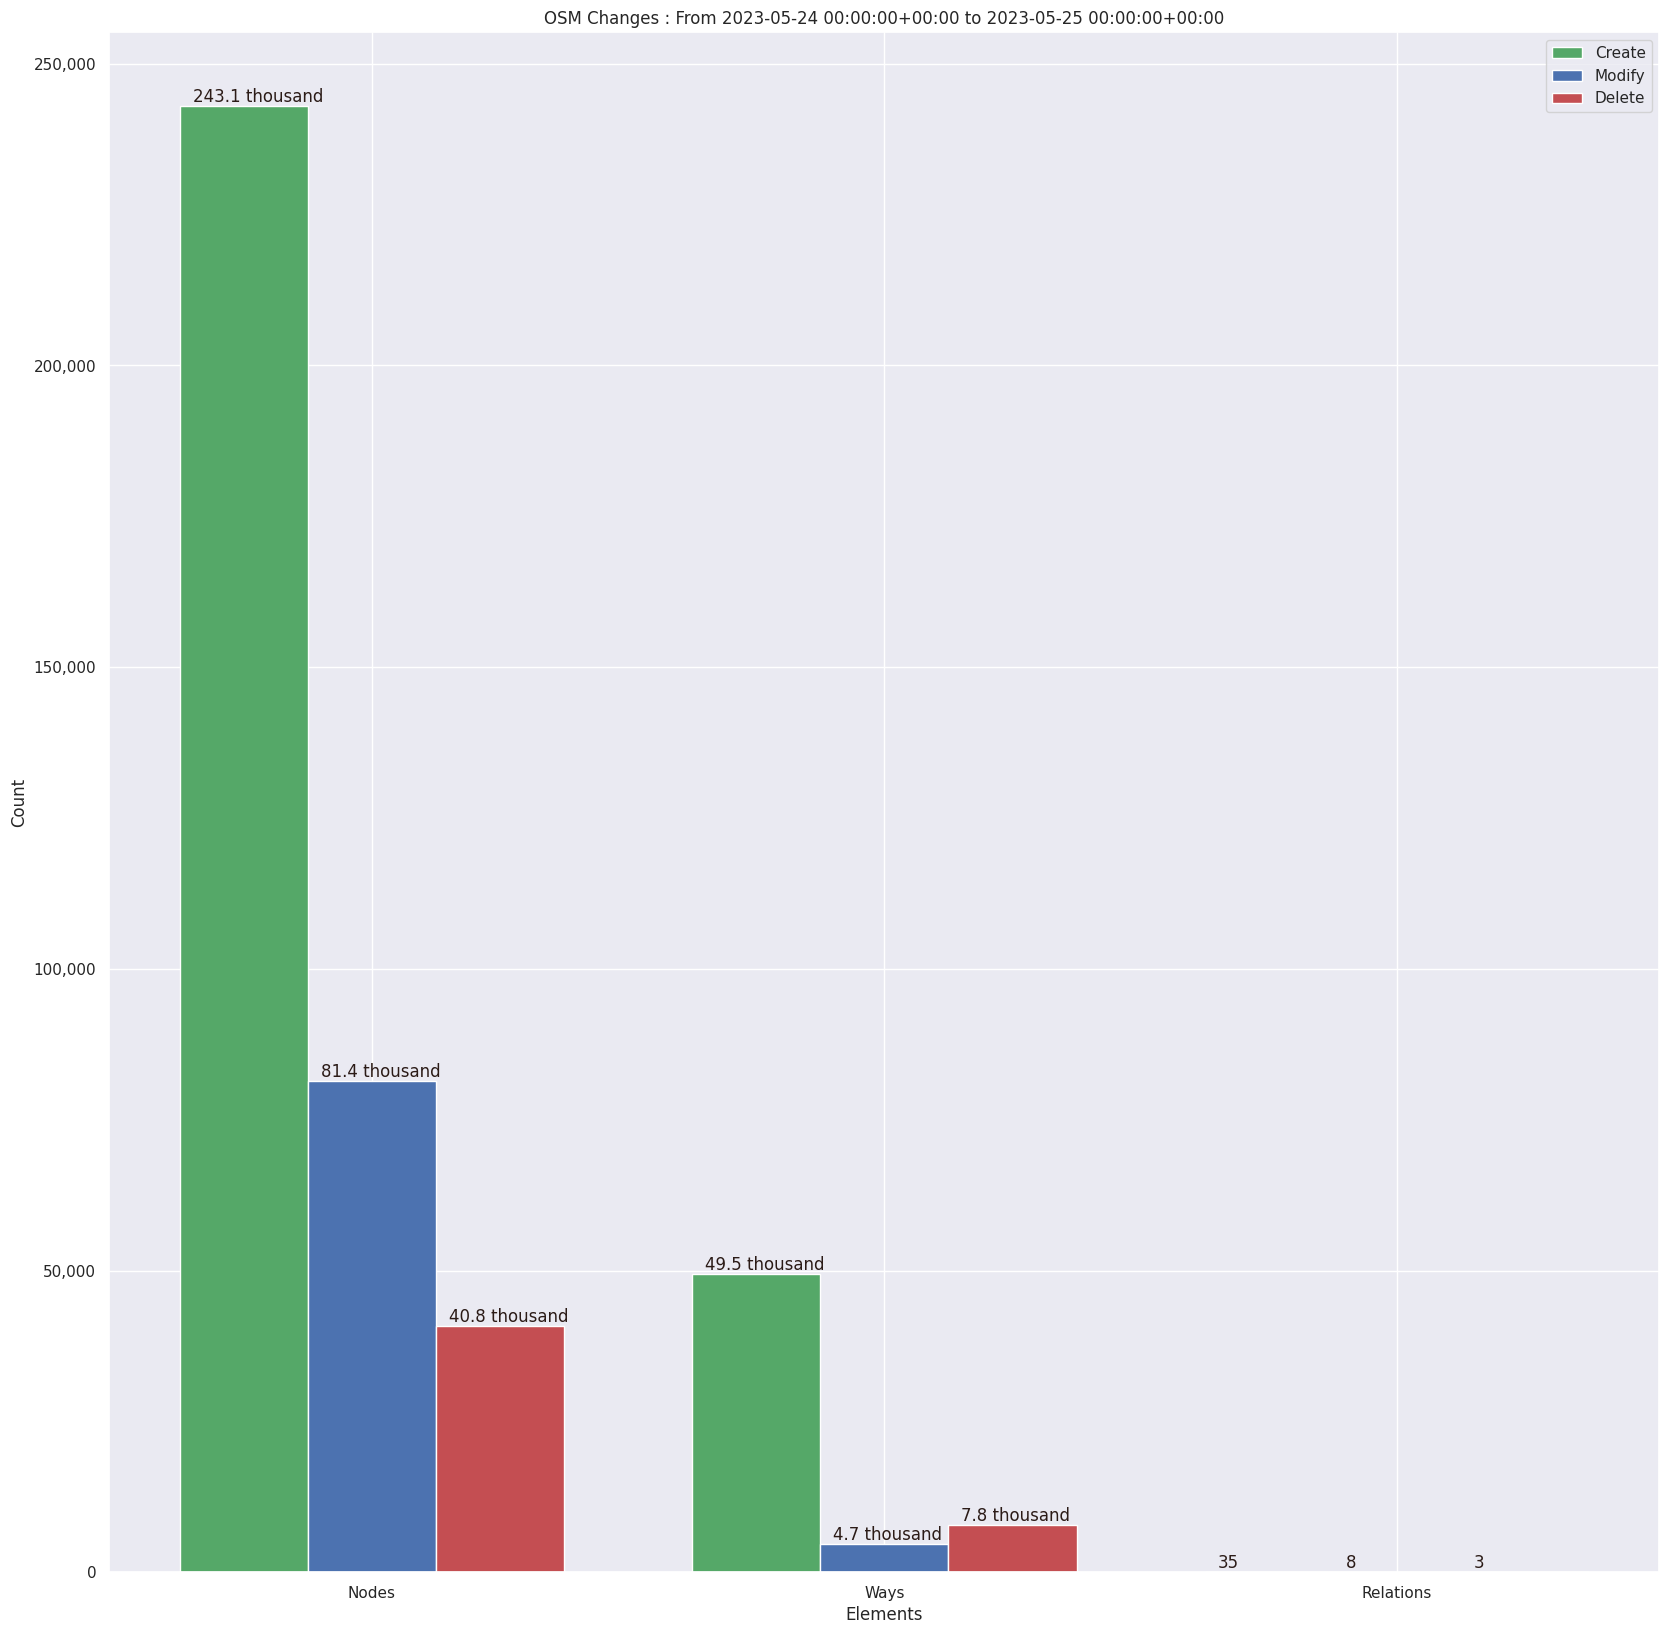 OSM Changes : From 2023-05-24 00:00:00+00:00 to 2023-05-25 00:00:00+00:00
Create
Modify
Delete
Count
250,000
200,000
150,000
100,000
50,000
0
243.1 thousand
81.4 thousand
40.8 thousand
49.5 thousand
4.7 thousand
7.8 thousand
35
8
3
Nodes
Ways
Relations
Elements